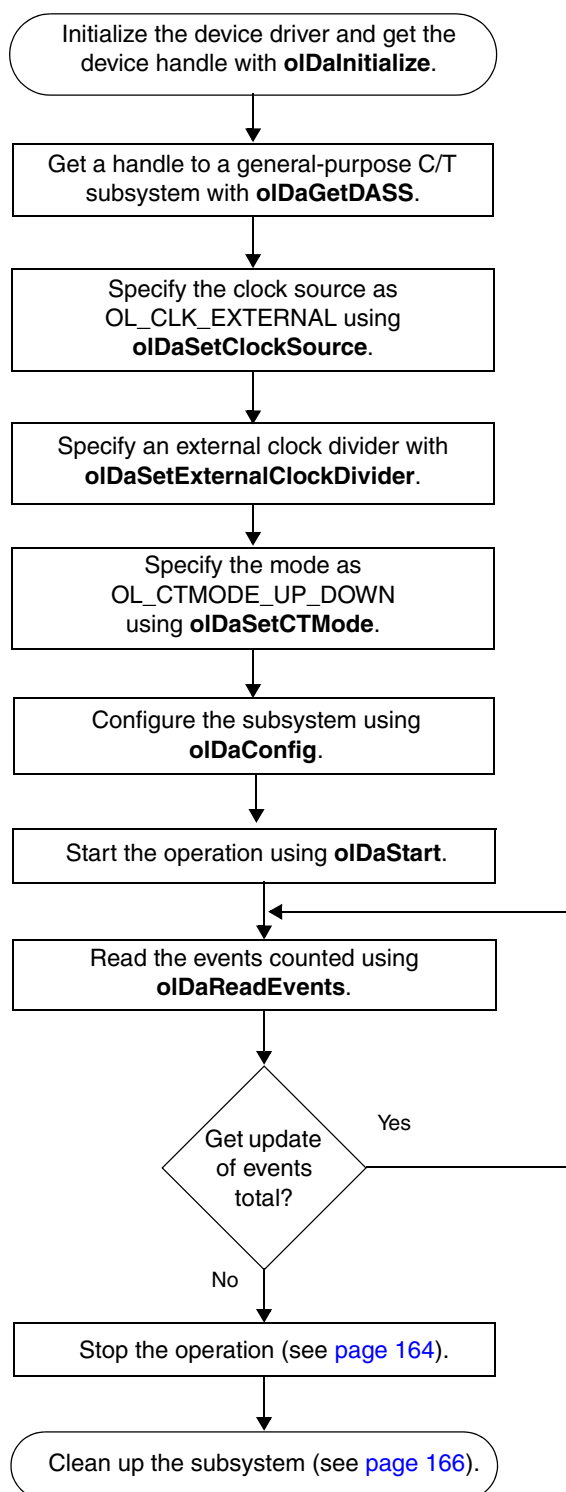 Initialize the device driver and get the
device handle with olDaInitialize.
Get a handle to a general-purpose C/T
subsystem with olDaGetDASS.
Specify the clock source as
OL_CLK_EXTERNAL using
olDaSetClockSource.
Specify an external clock divider with
olDaSetExternalClockDivider.
Specify the mode as
OL_CTMODE_UP_DOWN
using olDaSetCTMode.
Configure the subsystem using
olDaConfig.
Start the operation using olDaStart.
Read the events counted using
olDaReadEvents.
Get update
of events
total?
Yes
No
Stop the operation (see page 164).
Clean up the subsystem (see page 166).